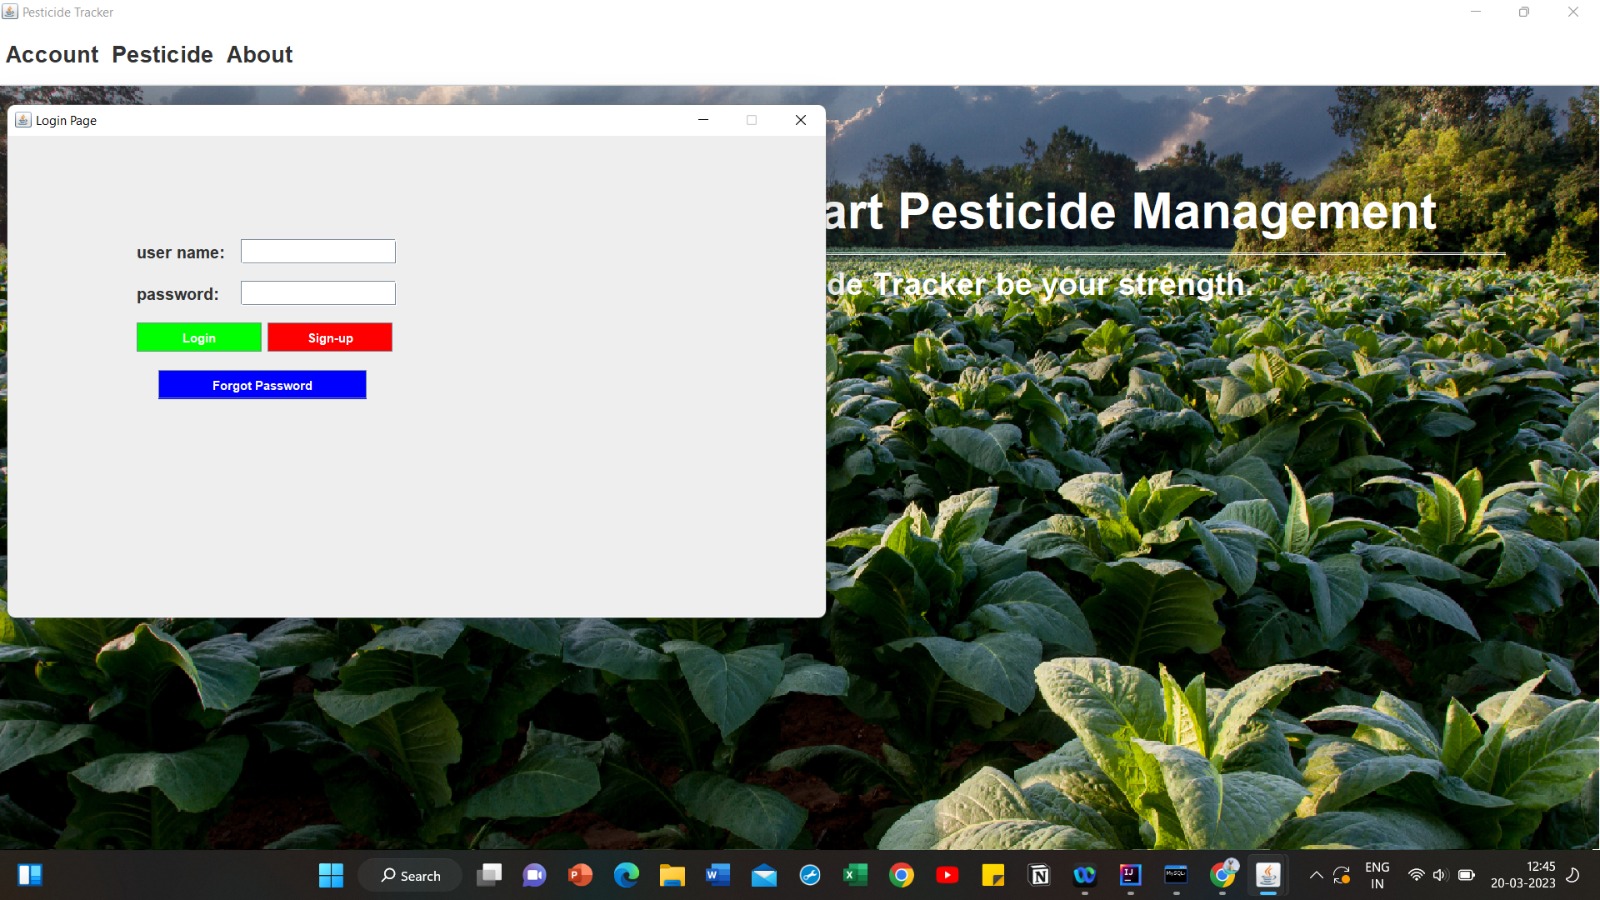 Pesticide Tracker
Account Pesticide About
Login Page
art Pesticide Management
user name:
de Tracker be your strength.
password:
Login Sign-up
Forgot Password
Search
ENG
IN
12:45
20-03-2023